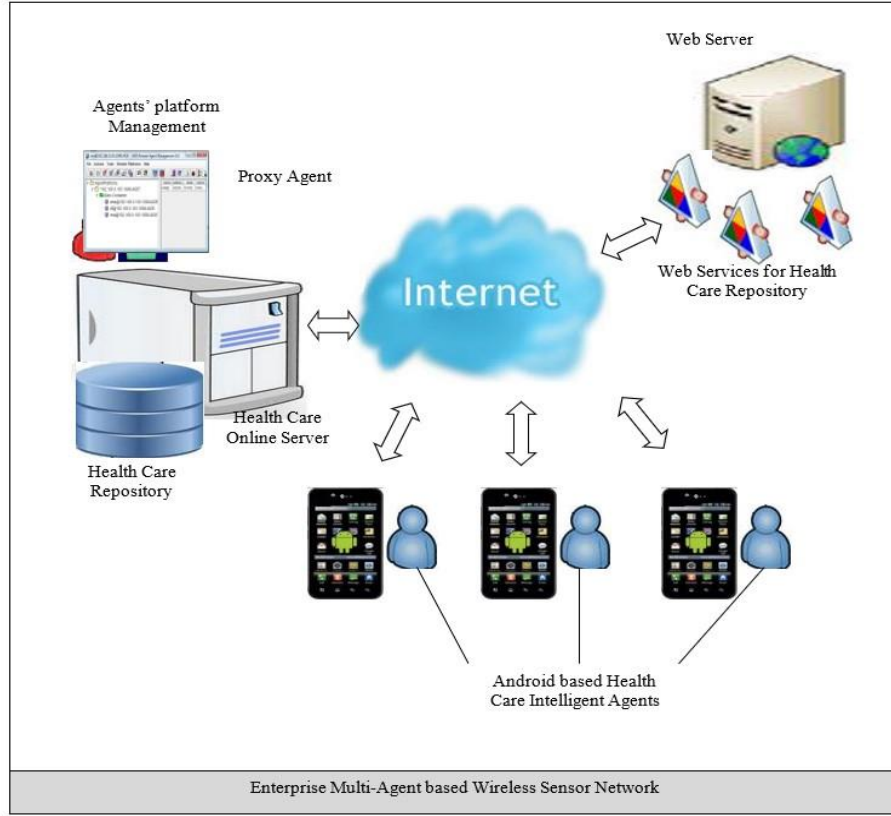 Web Server
Agents’ platform
Management
Proxy Agent
Internet
Web Services for Health
Care Repository
Health Care
Online Server
Health Care
Repository
Android based Health
Care Intelligent Agents
Enterprise Multi-Agent based Wireless Sensor Network